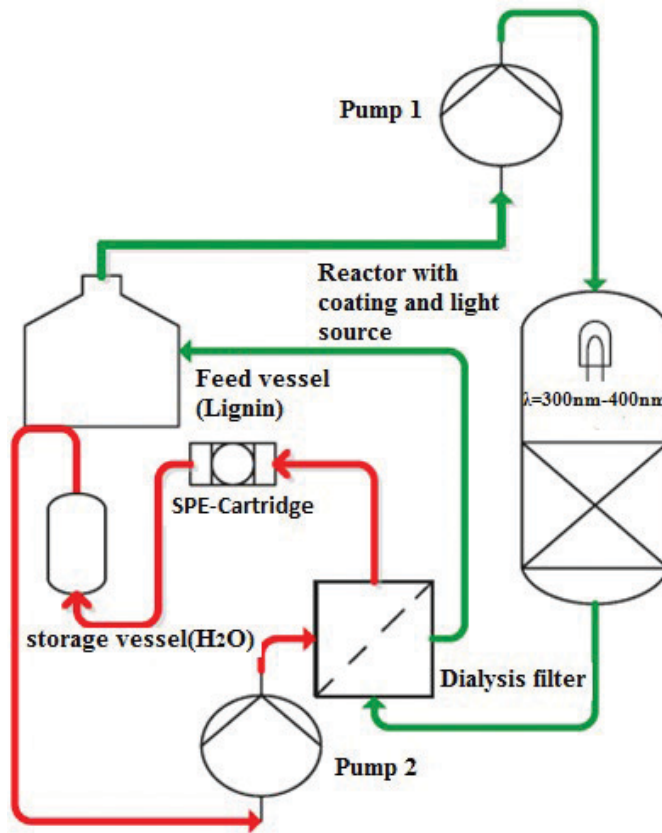 Pump 1
Reactor with
coating and light
source
λ=300nm-400nm
Feed vessel
(Lignin)
SPE-Cartridge
storage vessel(H2O)
Dialysis filter
Pump 2